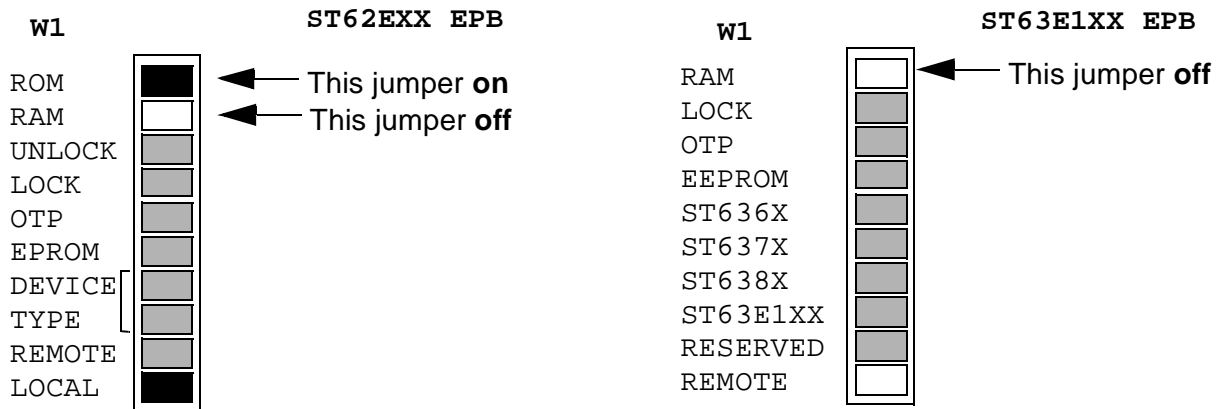 W1
ST62EXX EPB
ROM
This jumper on
RAM
This jumper off
UNLOCK
LOCK
OTP
EPROM
DEVICE
TYPE
REMOTE
LOCAL
W1
ST63E1XX EPB
RAM
This jumper off
LOCK
OTP
EEPROM
ST636X
ST637X
ST638X
ST63E1XX
RESERVED
REMOTE